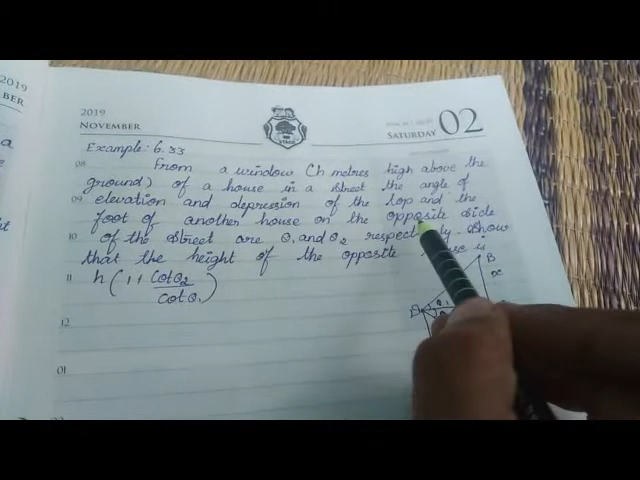 2019
BER
a
2019
NOVEMBER
SATURDAY 02
Example: 6.33
08 From a window (h metres high above the
ground) of a house in a street the angle of
09 elevation and depression of the top and the
foot of another house on the opposite side
10 of the street are θ₁ and θ₂ respectively. Show
that the height of the opposite house is
11 h(1+ cotθ₂/cotθ₁)
B
x
θ₁
12
01